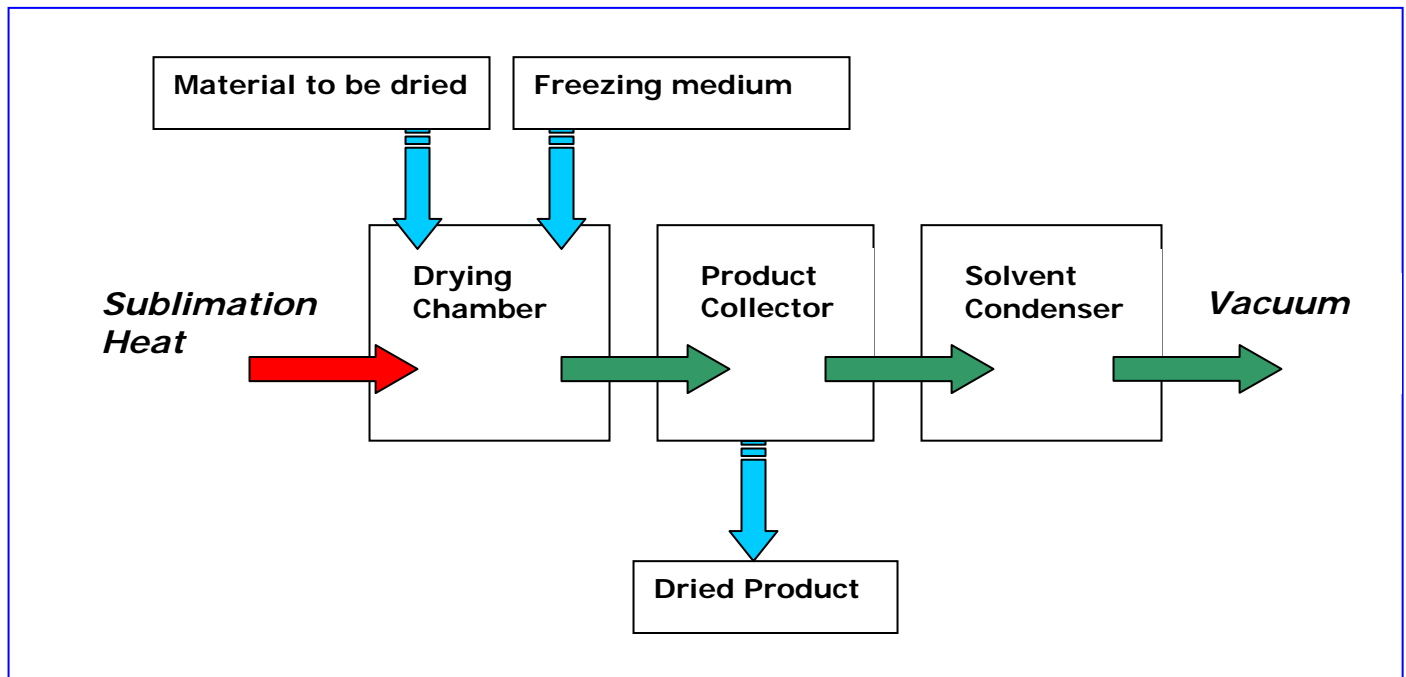 Material to be dried
Freezing medium
Sublimation
Heat
Drying
Chamber
Product
Collector
Solvent
Condenser
Vacuum
Dried Product